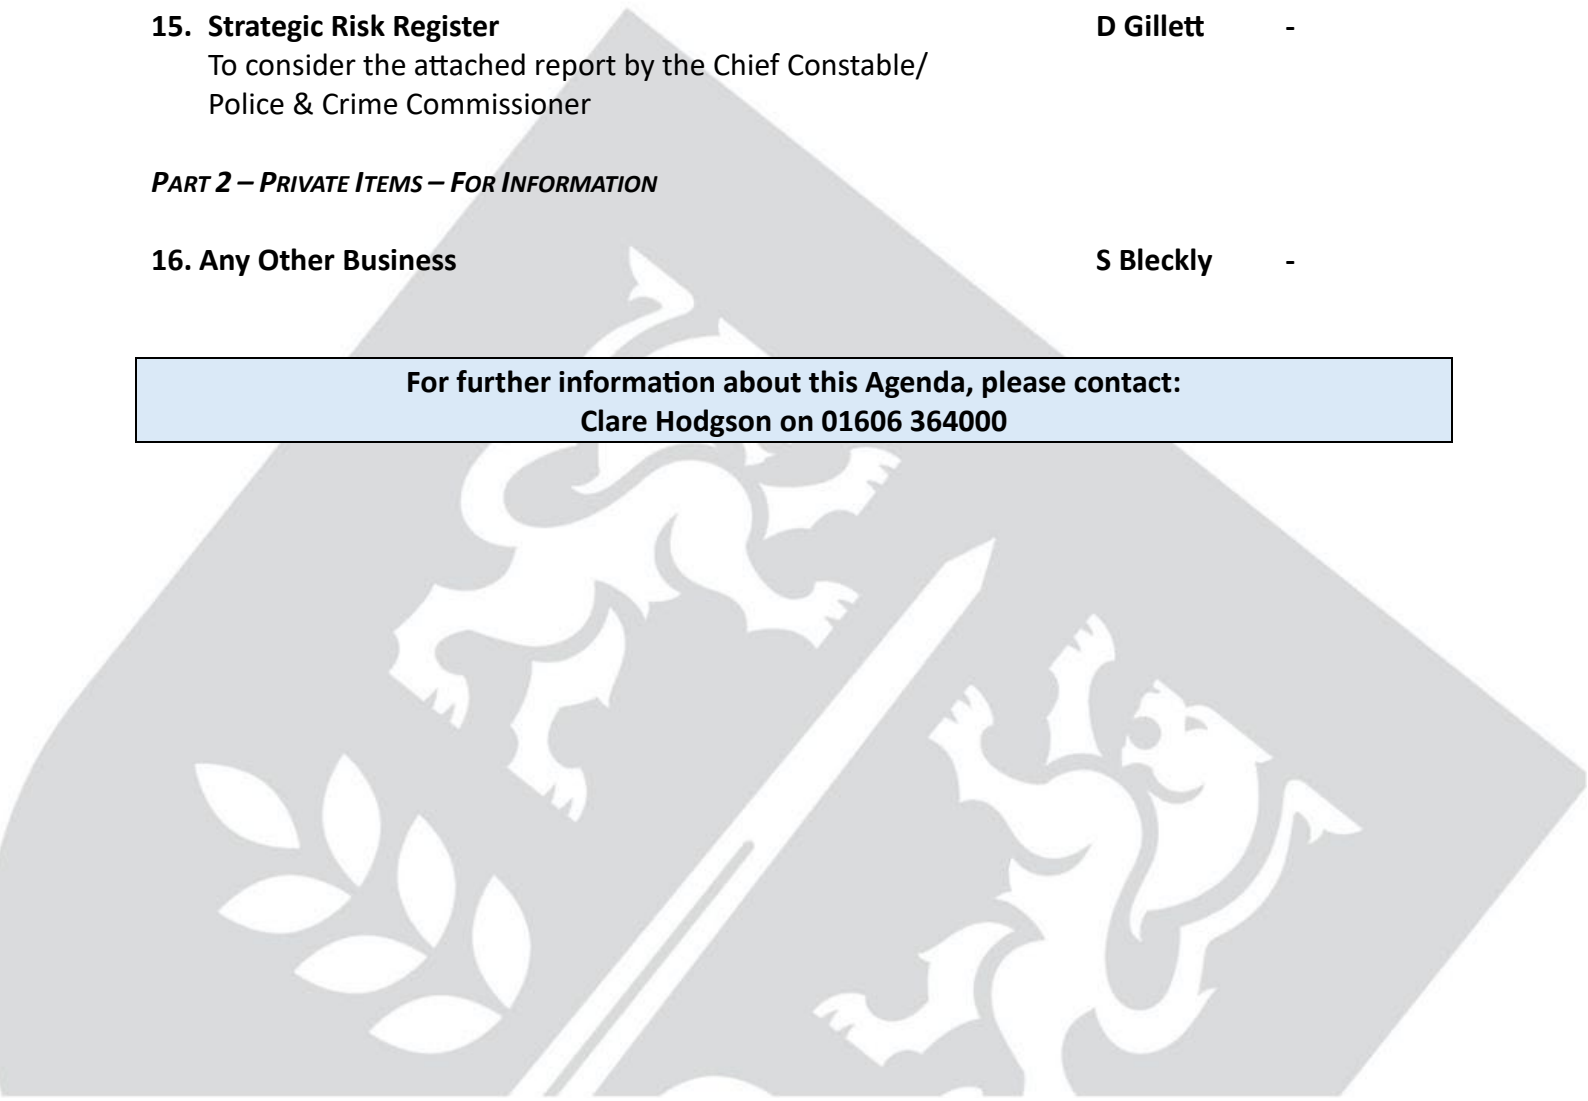 15. Strategic Risk Register D Gillett -
To consider the attached report by the Chief Constable/
Police & Crime Commissioner
PART 2 – PRIVATE ITEMS – FOR INFORMATION
16. Any Other Business S Bleckly -
For further information about this Agenda, please contact:
Clare Hodgson on 01606 364000